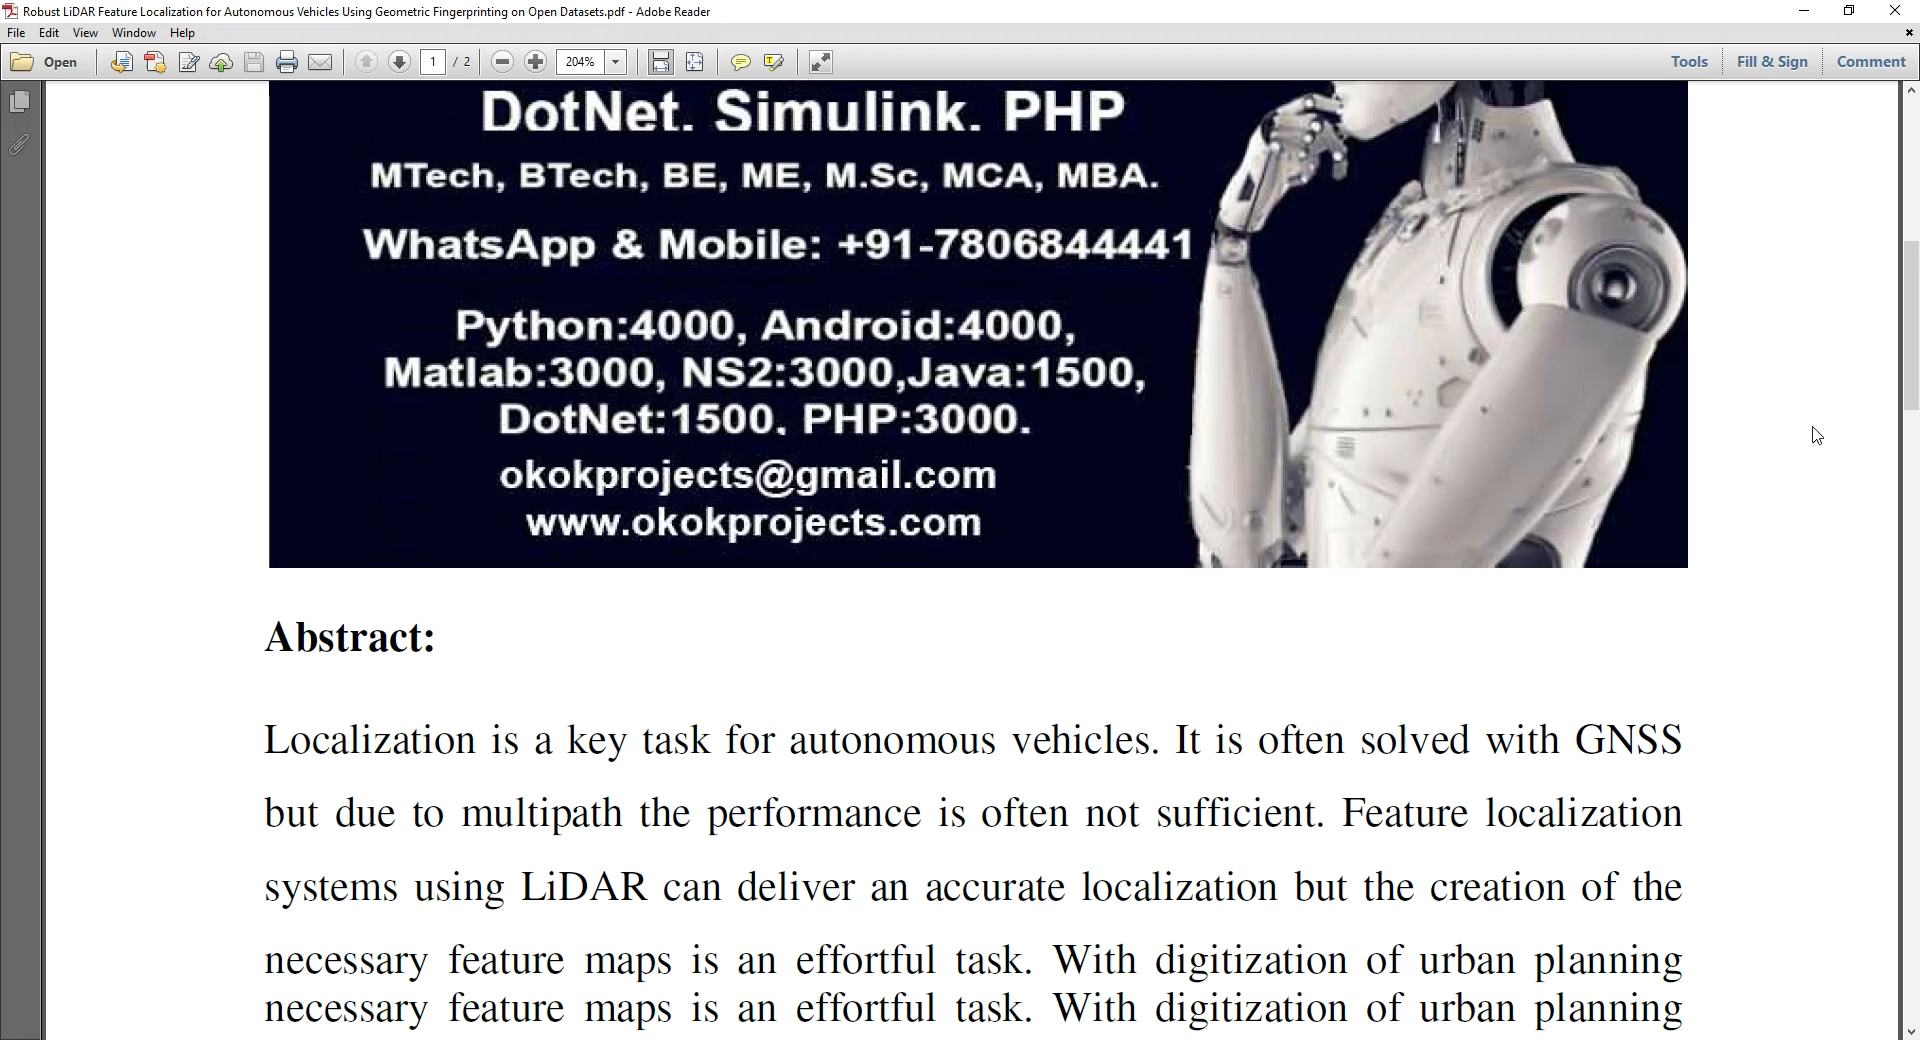 Robust LiDAR Feature Localization for Autonomous Vehicles Using Geometric Fingerprinting on Open Datasets.pdf - Adobe Reader
File Edit View Window Help
Open 1 / 2 204% Tools Fill & Sign Comment
DotNet. Simulink. PHP
MTech, BTech, BE, ME, M.Sc, MCA, MBA.
WhatsApp & Mobile: +91-7806844441
Python:4000, Android:4000,
Matlab:3000, NS2:3000,Java:1500,
DotNet:1500. PHP:3000.
okokprojects@gmail.com
www.okokprojects.com
Abstract:
Localization is a key task for autonomous vehicles. It is often solved with GNSS
but due to multipath the performance is often not sufficient. Feature localization
systems using LiDAR can deliver an accurate localization but the creation of the
necessary feature maps is an effortful task. With digitization of urban planning
necessary feature maps is an effortful task. With digitization of urban planning